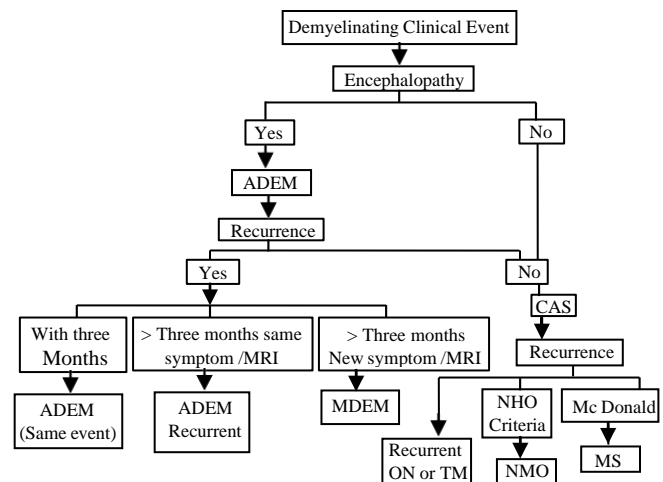 Demyelinating Clinical Event
Encephalopathy
Yes
No
ADEM
Recurrence
Yes
No
CAS
With three
Months
> Three months same
symptom /MRI
> Three months
New symptom /MRI
Recurrence
ADEM
(Same event)
ADEM
Recurrent
MDEM
Recurrent
ON or TM
NHO
Criteria
Mc Donald
NMO
MS